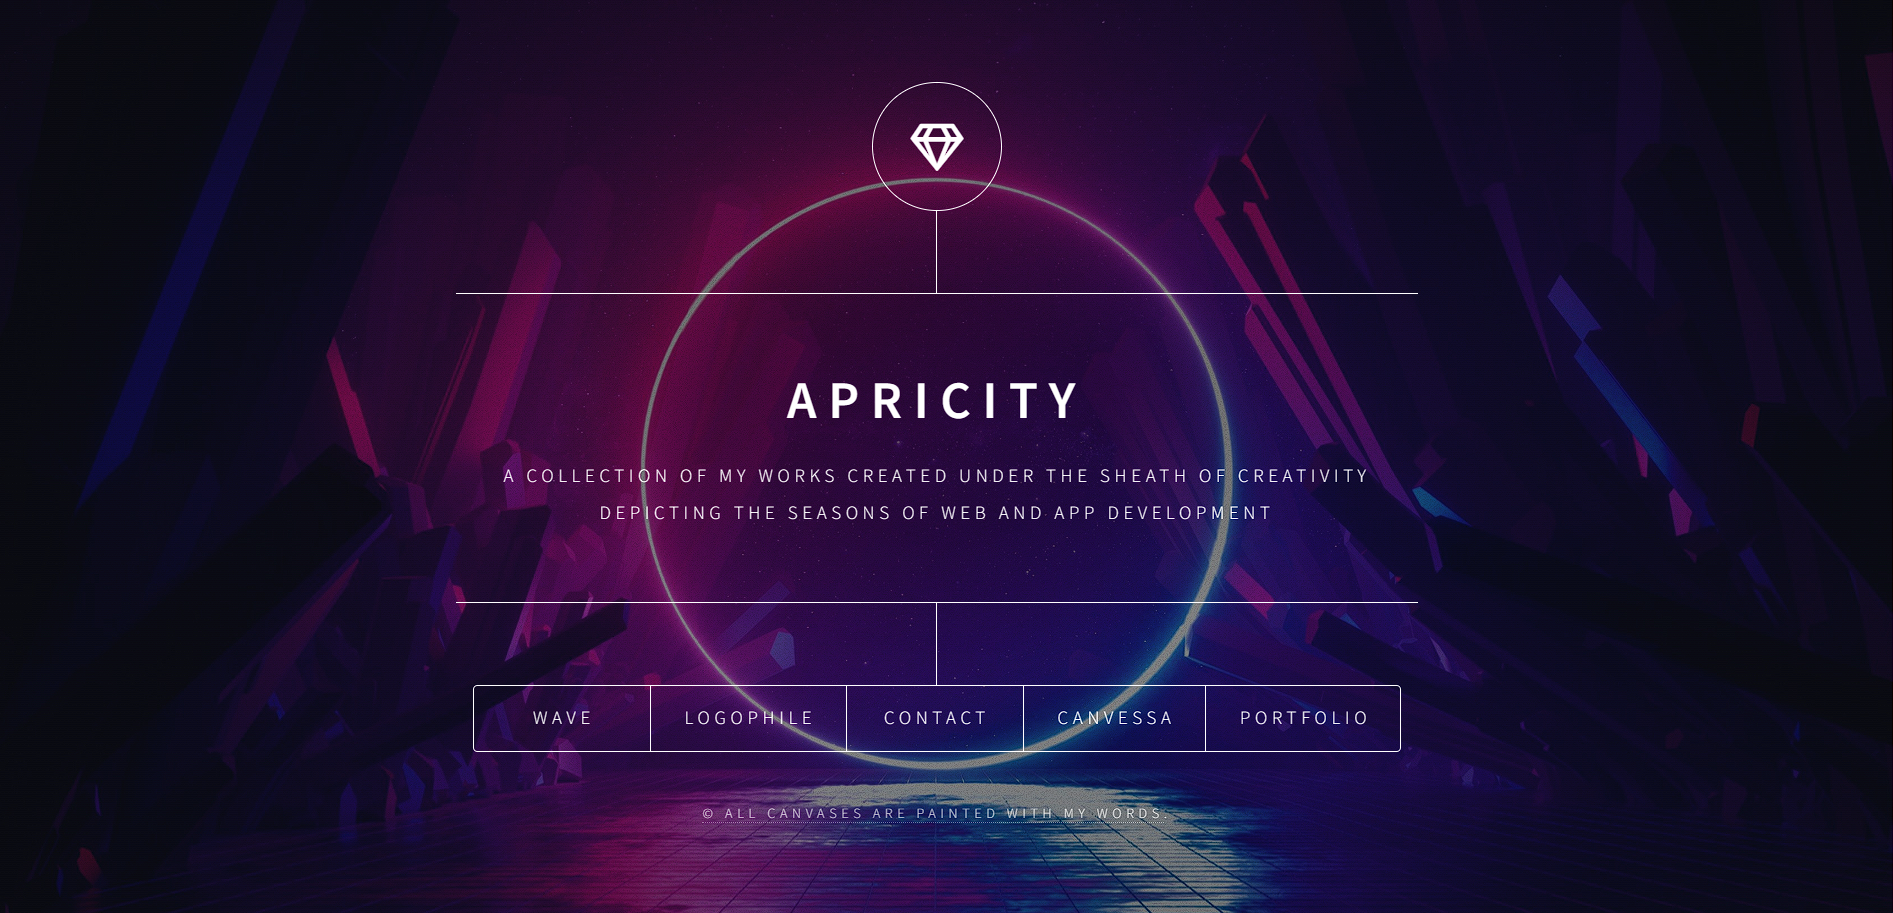 APRICITY
A COLLECTION OF MY WORKS CREATED UNDER THE SHEATH OF CREATIVITY
DEPICTING THE SEASONS OF WEB AND APP DEVELOPMENT
WAVE
LOGOPHILE
CONTACT
CANVESSA
PORTFOLIO
© ALL CANVASES ARE PAINTED WITH MY WORDS.